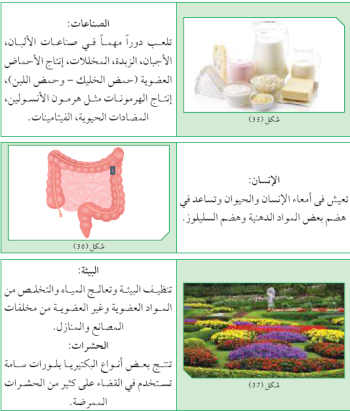 الصناعات:
تلعب دوراً مهماً في صناعات الألبان،
الأجبان، الزبدة، المخللات، إنتاج الأحماض
العضوية (حمض الخليك – وحمض اللبن)،
إنتاج الهرمونات مثل هرمون الأنسولين،
المضادات الحيوية، الفيتامينات.
شكل (35)
الإنسان:
تعيش فى أمعاء الإنسان والحيوان وتساعد في
هضم بعض المواد الدهنية وهضم السليلوز.
شكل (36)
البيئة:
تنظيف البيئة وتعالج المياه والتخلص من
المواد العضوية وغير العضوية من مخلفات
المصانع والمنازل.
الحشرات:
تنتج بعض أنواع البكتيريا بلورات سامة
تستخدم في القضاء على كثير من الحشرات
الممرضة.
شكل (37)